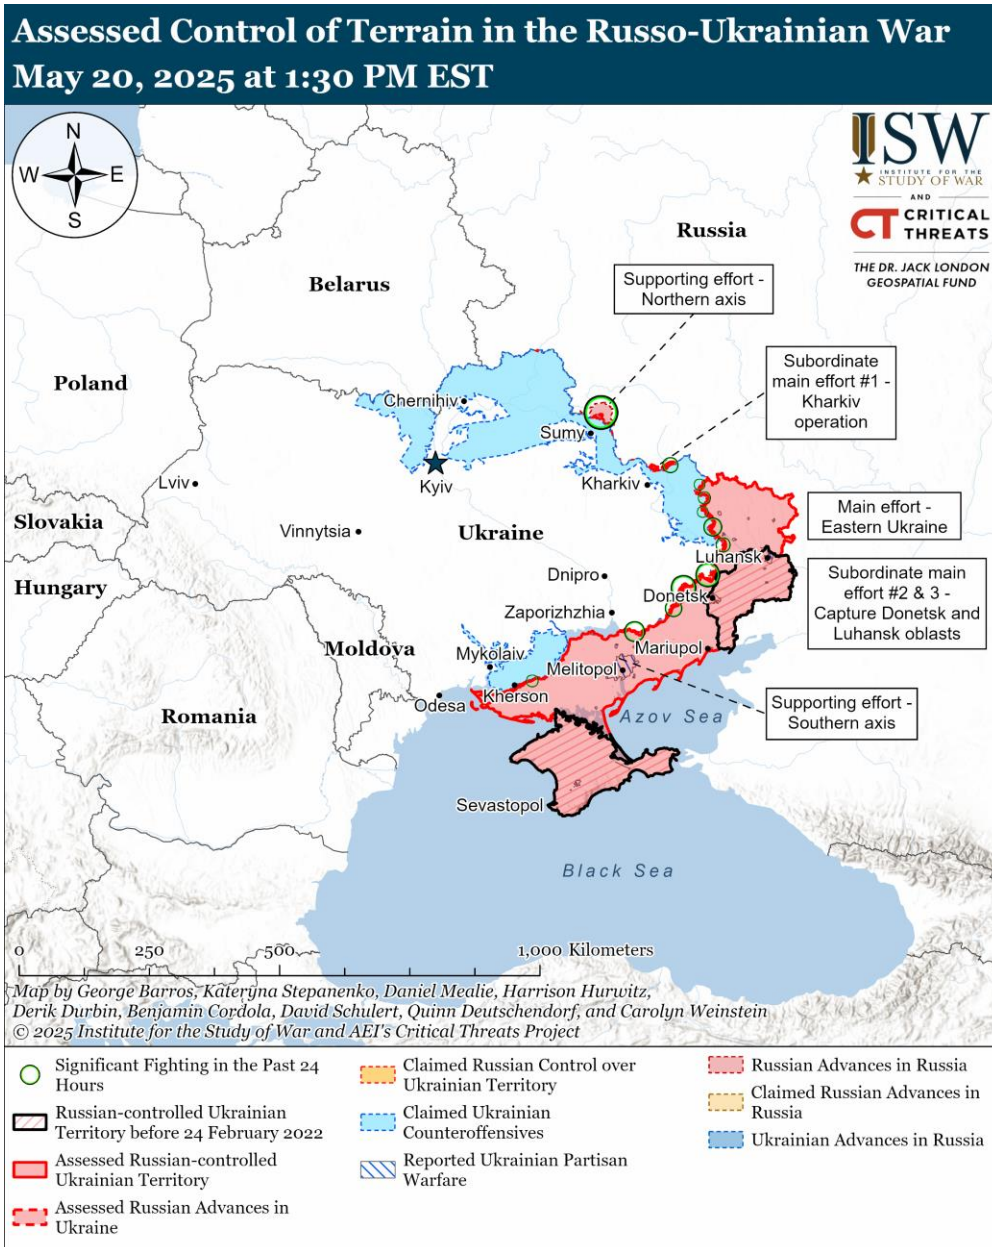 Assessed Control of Terrain in the Russo-Ukrainian War
May 20, 2025 at 1:30 PM EST
N
W
E
S
ISW
INSTITUTE FOR THE
STUDY OF WAR
AND
CT CRITICAL
THREATS
THE DR. JACK LONDON
GEOSPATIAL FUND
Russia
Belarus
Supporting effort -
Northern axis
Poland
Subordinate
main effort #1 -
Kharkiv
operation
Chernihiv
Sumy
Kyiv
Lviv
Kharkiv
Slovakia
Vinnytsia
Ukraine
Main effort -
Eastern Ukraine
Luhansk
Hungary
Dnipro
Donetsk
Subordinate main
effort #2 & 3 -
Capture Donetsk and
Luhansk oblasts
Zaporizhzhia
Moldova
Mykolaiv
Mariupol
Melitopol
Kherson
Odesa
Romania
Azov Sea
Supporting effort -
Southern axis
Sevastopol
Black Sea
0
250
500
1,000 Kilometers
Map by George Barros, Kateryna Stepanenko, Daniel Mealie, Harrison Hurwitz,
Derik Durbin, Benjamin Cordola, David Schulert, Quinn Deutschendorf, and Carolyn Weinstein
© 2025 Institute for the Study of War and AEI's Critical Threats Project
Significant Fighting in the Past 24
Hours
Russian-controlled Ukrainian
Territory before 24 February 2022
Assessed Russian-controlled
Ukrainian Territory
Assessed Russian Advances in
Ukraine
Claimed Russian Control over
Ukrainian Territory
Claimed Ukrainian
Counteroffensives
Reported Ukrainian Partisan
Warfare
Russian Advances in Russia
Claimed Russian Advances in
Russia
Ukrainian Advances in Russia